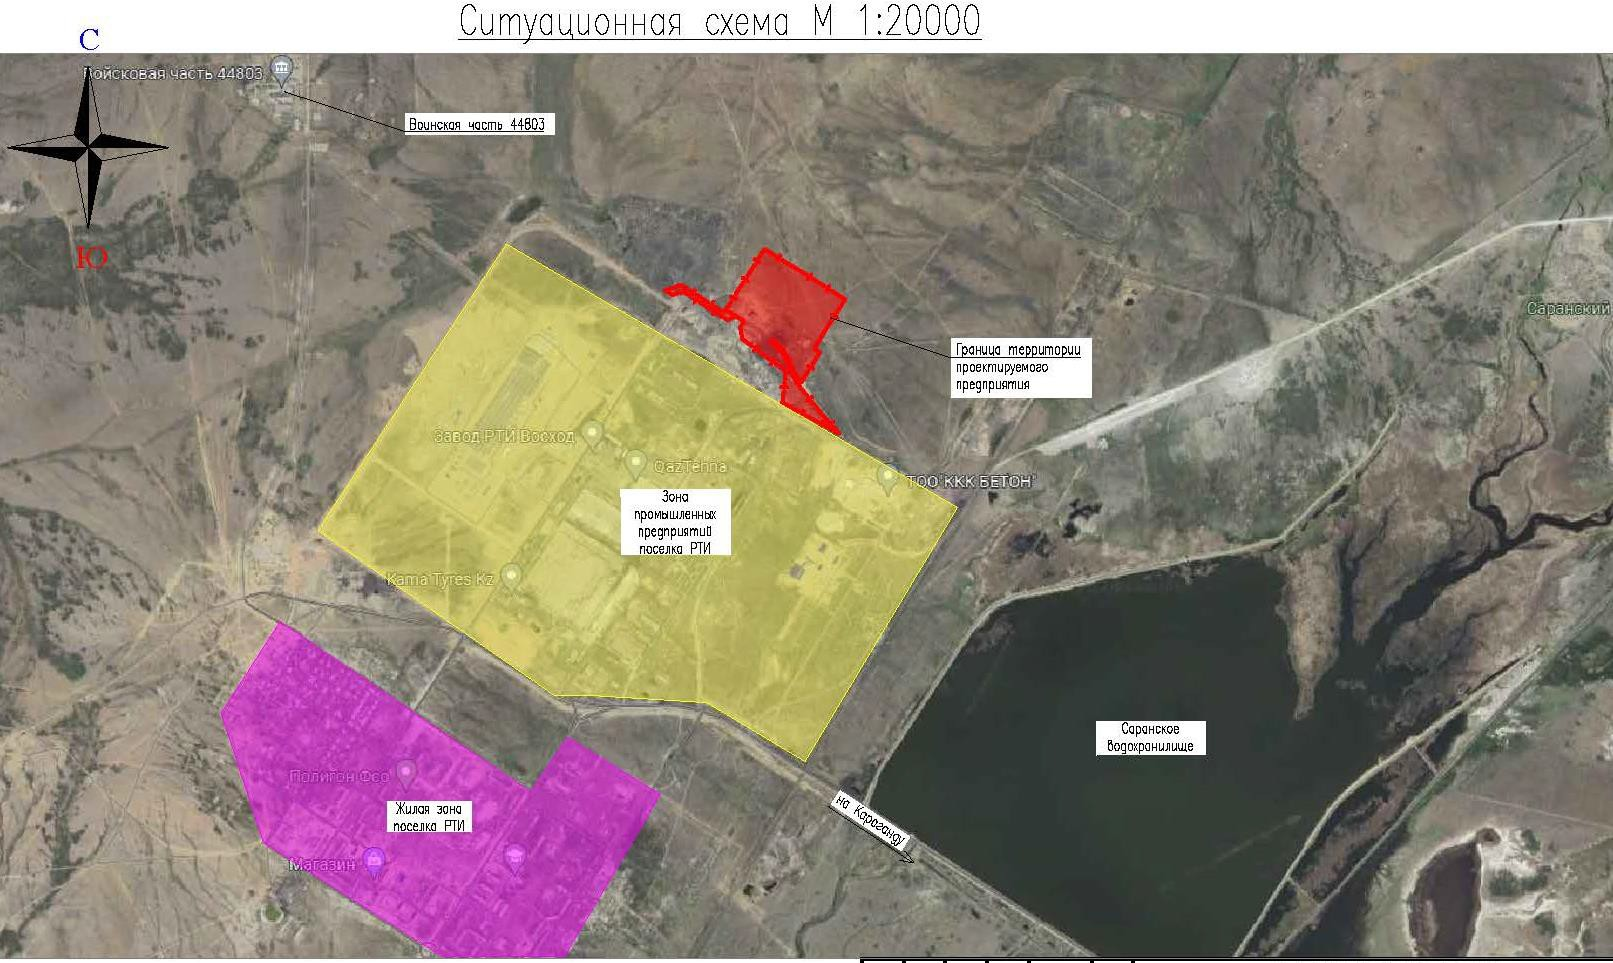 Ситуационная схема М 1:20000
С
Войсковая часть 44803
Воинская часть 44803
Ю
Саранский
Граница территории
проектируемого
предприятия
Завод РТИ Восход
QazTehna
ТОО 'ККК БЕТОН'
Зона
промышленных
предприятий
поселка РТИ
Kama Tyres Kz
Саранское
водохранилище
Полигон Фсо
Жилая зона
поселка РТИ
на Караганду
Магазин